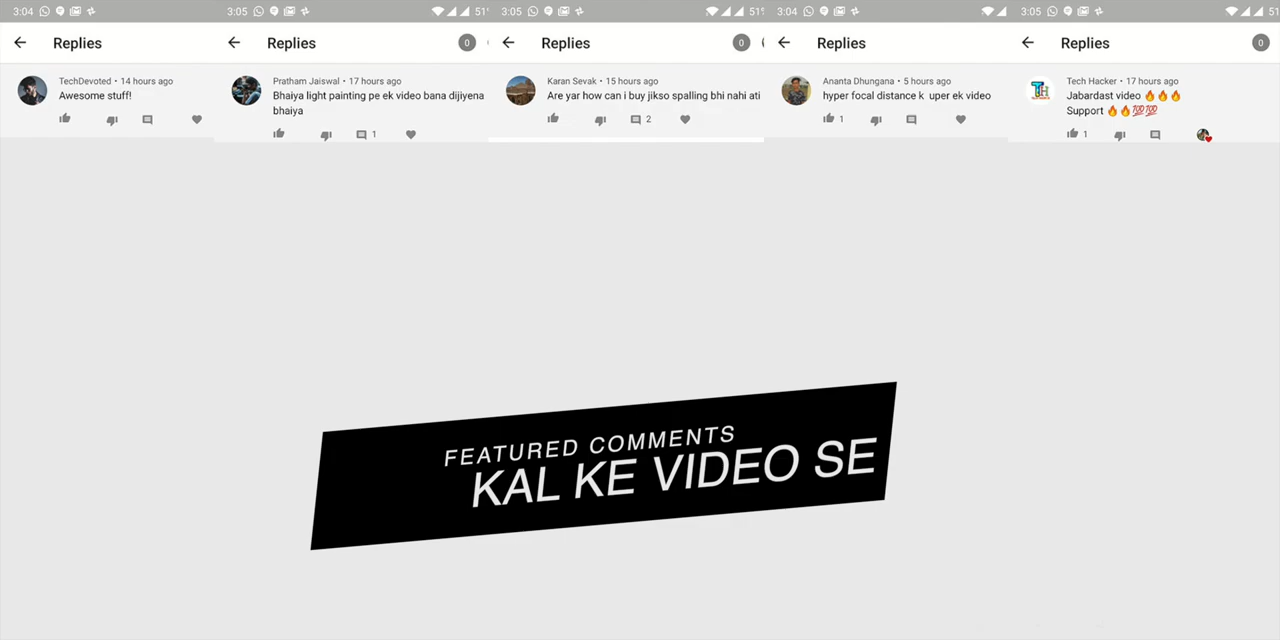 3:04
Replies
TechDevoted • 14 hours ago
Awesome stuff!
3:05
51
Replies
0
Pratham Jaiswal • 17 hours ago
Bhaiya light painting pe ek video bana dijiyena
bhaiya
1
3:05
51
Replies
0
Karan Sevak • 15 hours ago
Are yar how can i buy jikso spalling bhi nahi ati
2
3:04
Replies
Ananta Dhungana • 5 hours ago
hyper focal distance k uper ek video
1
3:05
51
Replies
0
Tech Hacker • 17 hours ago
Jabardast video 🔥🔥🔥
Support 🔥🔥💯💯
1
FEATURED COMMENTS
KAL KE VIDEO SE